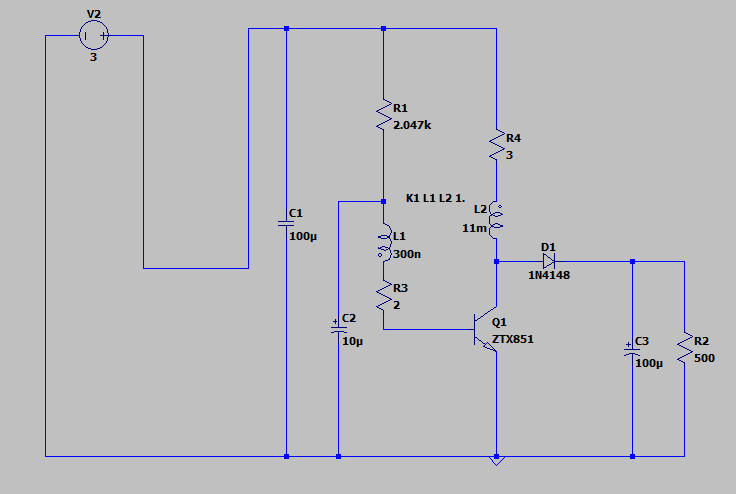 V2
3
R1
2.047k
R4
3
K1 L1 L2 1.
L2
11m
C1
100µ
L1
300n
D1
1N4148
R3
2
C2
10µ
Q1
ZTX851
C3
100µ
R2
500